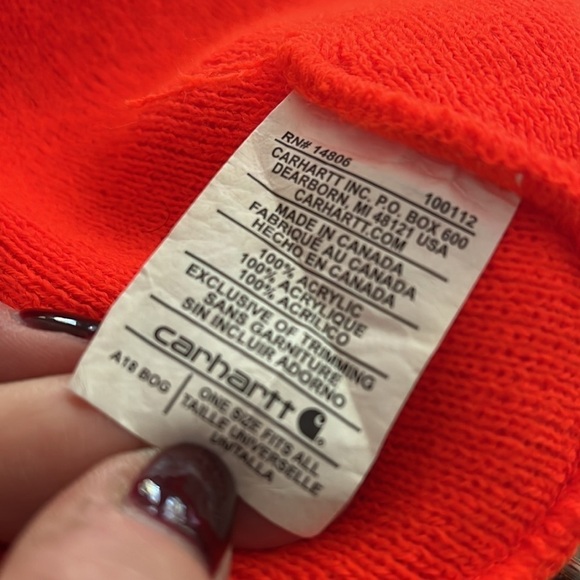 RN# 14806 100112
CARHARTT INC. P.O. BOX 600
DEARBORN, MI 48121 USA
CARHARTT.COM
MADE IN CANADA
FABRIQUÉ AU CANADA
HECHO EN CANADA
100% ACRYLIC
100% ACRYLIQUE
100% ACRILICO
EXCLUSIVE OF TRIMMING
SANS GARNITURE
SIN INCLUIR ADORNO
carhartt
A18 BOG
ONE SIZE FITS ALL
TAILLE UNIVERSELLE
UNITALLA